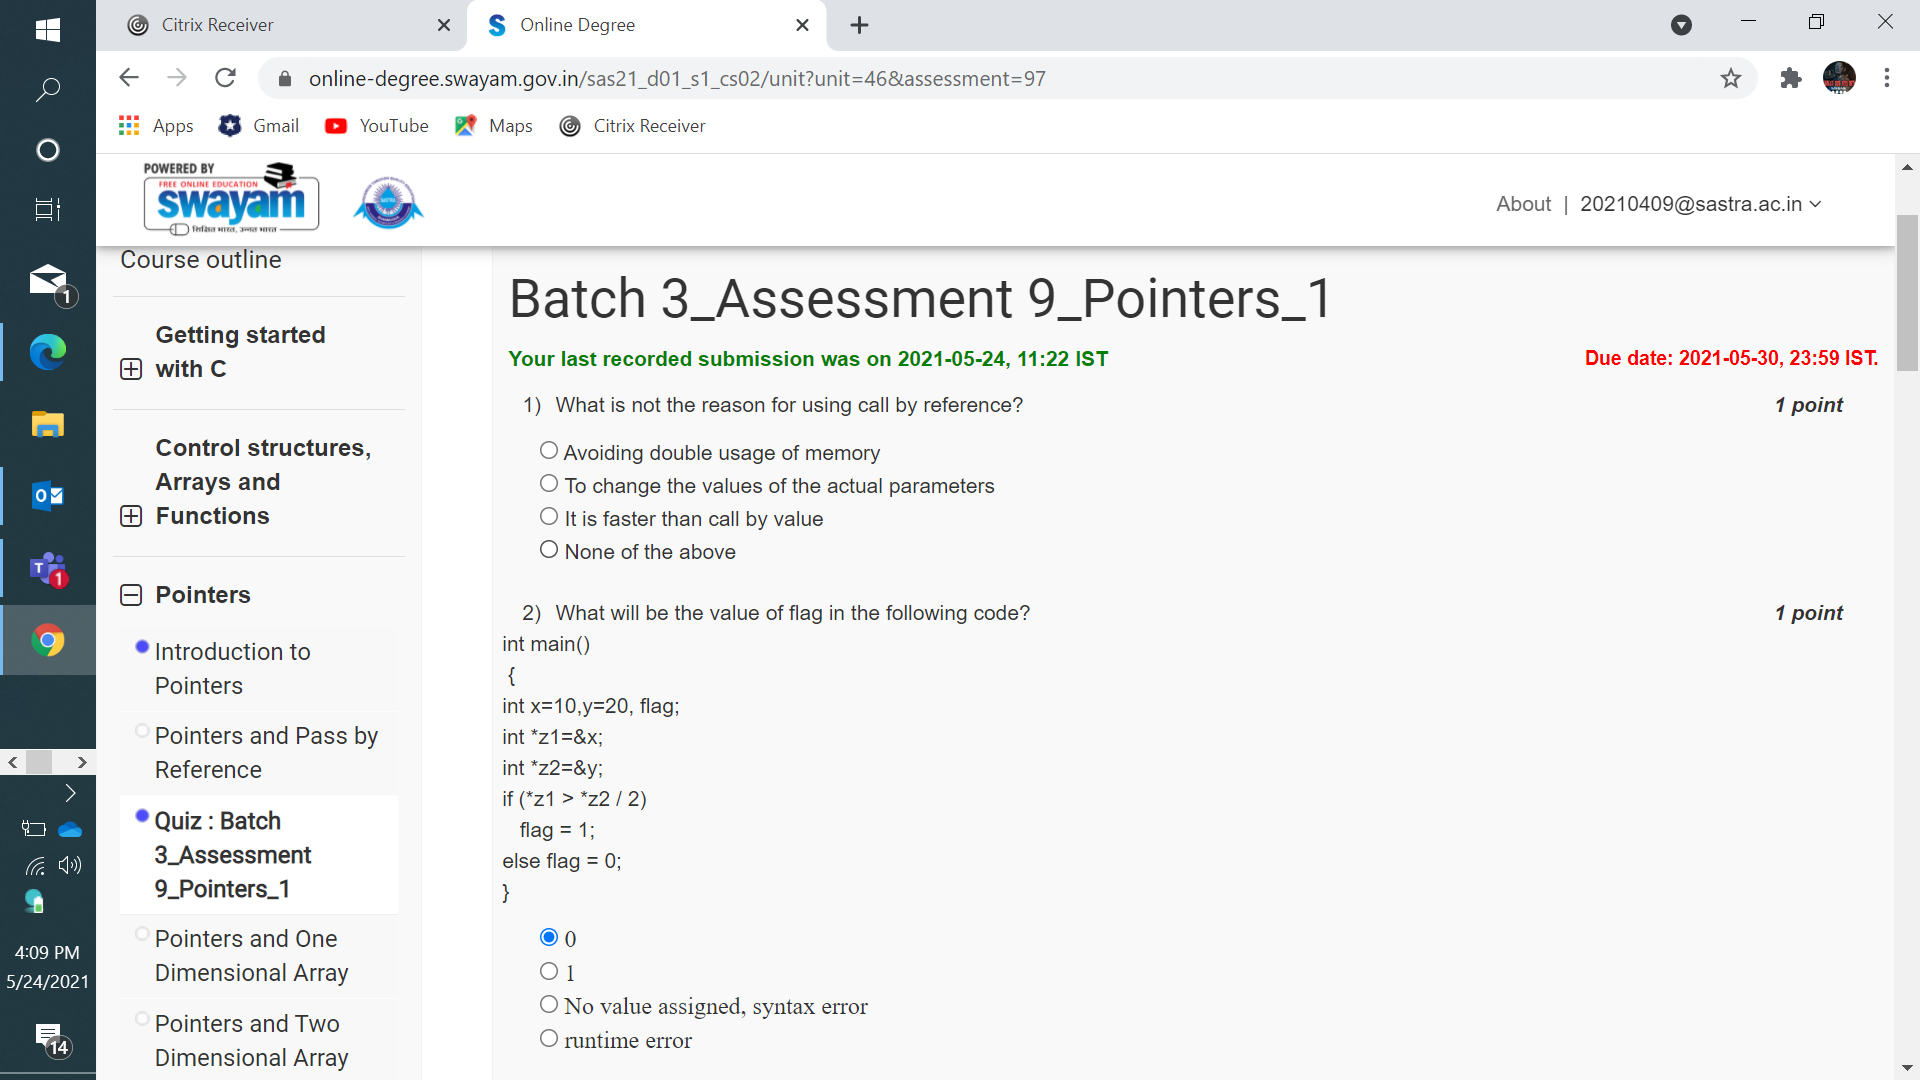 Citrix Receiver
Online Degree
online-degree.swayam.gov.in/sas21_d01_s1_cs02/unit?unit=46&assessment=97
Apps
Gmail
YouTube
Maps
Citrix Receiver
POWERED BY
FREE ONLINE EDUCATION
swayam
शिक्षित भारत, उन्नत भारत
About | 20210409@sastra.ac.in
Course outline
Getting started
with C
Control structures,
Arrays and
Functions
Pointers
Introduction to
Pointers
Pointers and Pass by
Reference
Quiz : Batch
3_Assessment
9_Pointers_1
Pointers and One
Dimensional Array
Pointers and Two
Dimensional Array
Batch 3_Assessment 9_Pointers_1
Your last recorded submission was on 2021-05-24, 11:22 IST
Due date: 2021-05-30, 23:59 IST.
1) What is not the reason for using call by reference?
1 point
Avoiding double usage of memory
To change the values of the actual parameters
It is faster than call by value
None of the above
2) What will be the value of flag in the following code?
1 point
int main()
{
int x=10,y=20, flag;
int *z1=&x;
int *z2=&y;
if (*z1 > *z2 / 2)
flag = 1;
else flag = 0;
}
0
1
No value assigned, syntax error
runtime error
1
1
4:09 PM
5/24/2021
14